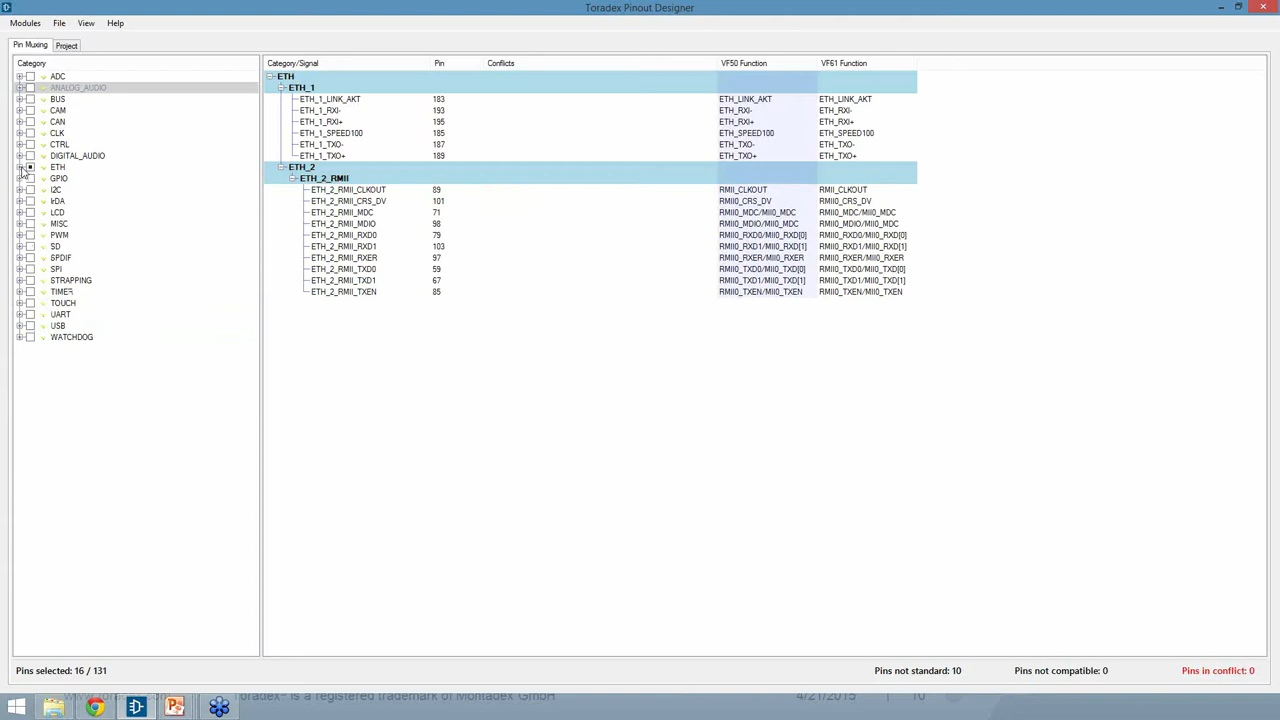 Toradex Pinout Designer
Modules File View Help
Pin Muxing Project
Category Category/Signal Pin Conflicts VF50 Function VF61 Function
ADC
ANALOG_AUDIO
BUS
CAM
CAN
CLK
CTRL
DIGITAL_AUDIO
ETH
GPIO
I2C
IrDA
LCD
MISC
PWM
SD
SPDIF
SPI
STRAPPING
TIMER
TOUCH
UART
USB
WATCHDOG
ETH
ETH_1
ETH_1_LINK_AKT 183 ETH_LINK_AKT ETH_LINK_AKT
ETH_1_RXI- 193 ETH_RXI- ETH_RXI-
ETH_1_RXI+ 195 ETH_RXI+ ETH_RXI+
ETH_1_SPEED100 185 ETH_SPEED100 ETH_SPEED100
ETH_1_TXO- 187 ETH_TXO- ETH_TXO-
ETH_1_TXO+ 189 ETH_TXO+ ETH_TXO+
ETH_2
ETH_2_RMII
ETH_2_RMII_CLKOUT 89 RMII_CLKOUT RMII_CLKOUT
ETH_2_RMII_CRS_DV 101 RMII0_CRS_DV RMII0_CRS_DV
ETH_2_RMII_MDC 71 RMII0_MDC/MII0_MDC RMII0_MDC/MII0_MDC
ETH_2_RMII_MDIO 98 RMII0_MDIO/MII0_MDC RMII0_MDIO/MII0_MDC
ETH_2_RMII_RXD0 79 RMII0_RXD0/MII0_RXD[0] RMII0_RXD0/MII0_RXD[0]
ETH_2_RMII_RXD1 103 RMII0_RXD1/MII0_RXD[1] RMII0_RXD1/MII0_RXD[1]
ETH_2_RMII_RXER 97 RMII0_RXER/MII0_RXER RMII0_RXER/MII0_RXER
ETH_2_RMII_TXD0 59 RMII0_TXD0/MII0_TXD[0] RMII0_TXD0/MII0_TXD[0]
ETH_2_RMII_TXD1 67 RMII0_TXD1/MII0_TXD[1] RMII0_TXD1/MII0_TXD[1]
ETH_2_RMII_TXEN 85 RMII0_TXEN/MII0_TXEN RMII0_TXEN/MII0_TXEN
Pins selected: 16 / 131 Pins not standard: 10 Pins not compatible: 0 Pins in conflict: 0
Toradex® is a registered trademark of Montadex GmbH 4/21/2015 10